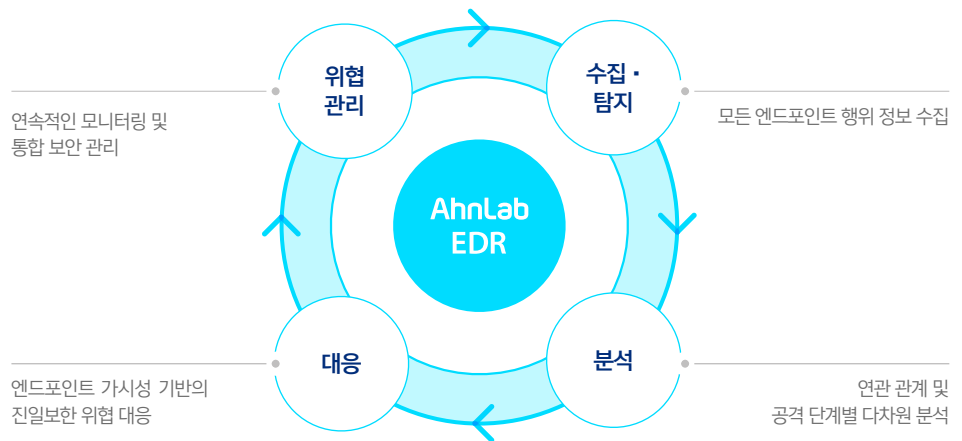 위협
관리
수집 ·
탐지
연속적인 모니터링 및
통합 보안 관리
모든 엔드포인트 행위 정보 수집
AhnLab
EDR
대응
분석
엔드포인트 가시성 기반의
진일보한 위협 대응
연관 관계 및
공격 단계별 다차원 분석